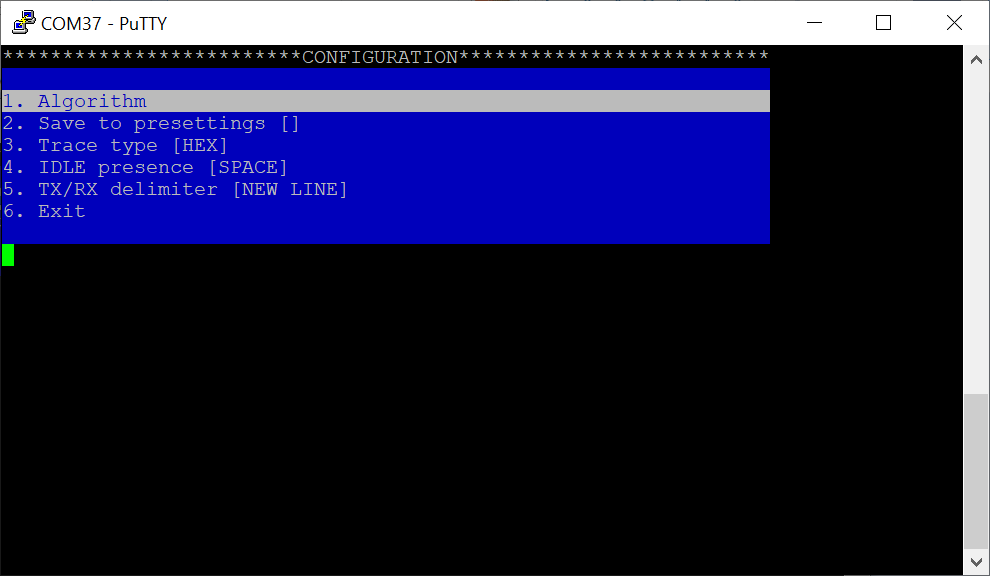 COM37 - PuTTY
*************************CONFIGURATION**************************
1. Algorithm
2. Save to presettings []
3. Trace type [HEX]
4. IDLE presence [SPACE]
5. TX/RX delimiter [NEW LINE]
6. Exit